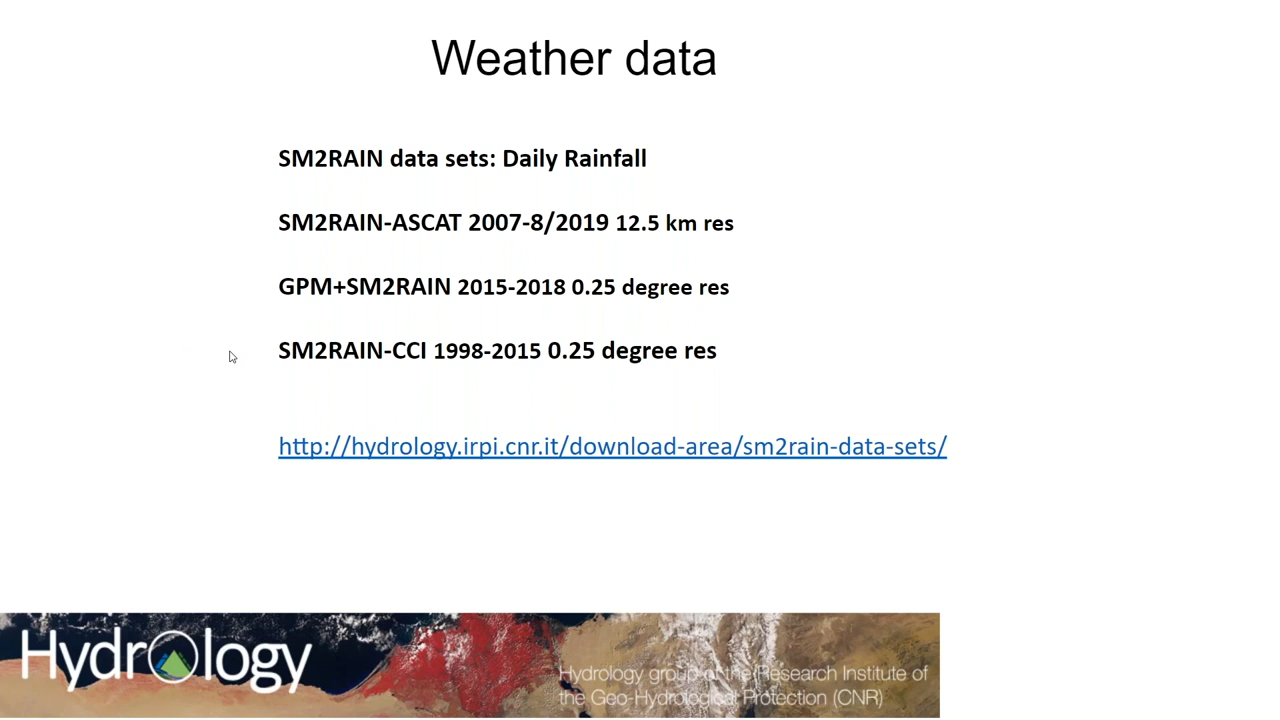 Weather data
SM2RAIN data sets: Daily Rainfall
SM2RAIN-ASCAT 2007-8/2019 12.5 km res
GPM+SM2RAIN 2015-2018 0.25 degree res
SM2RAIN-CCI 1998-2015 0.25 degree res
http://hydrology.irpi.cnr.it/download-area/sm2rain-data-sets/
Hydrology
Hydrology group of the Research Institute of
the Geo-Hydrological Protection (CNR)